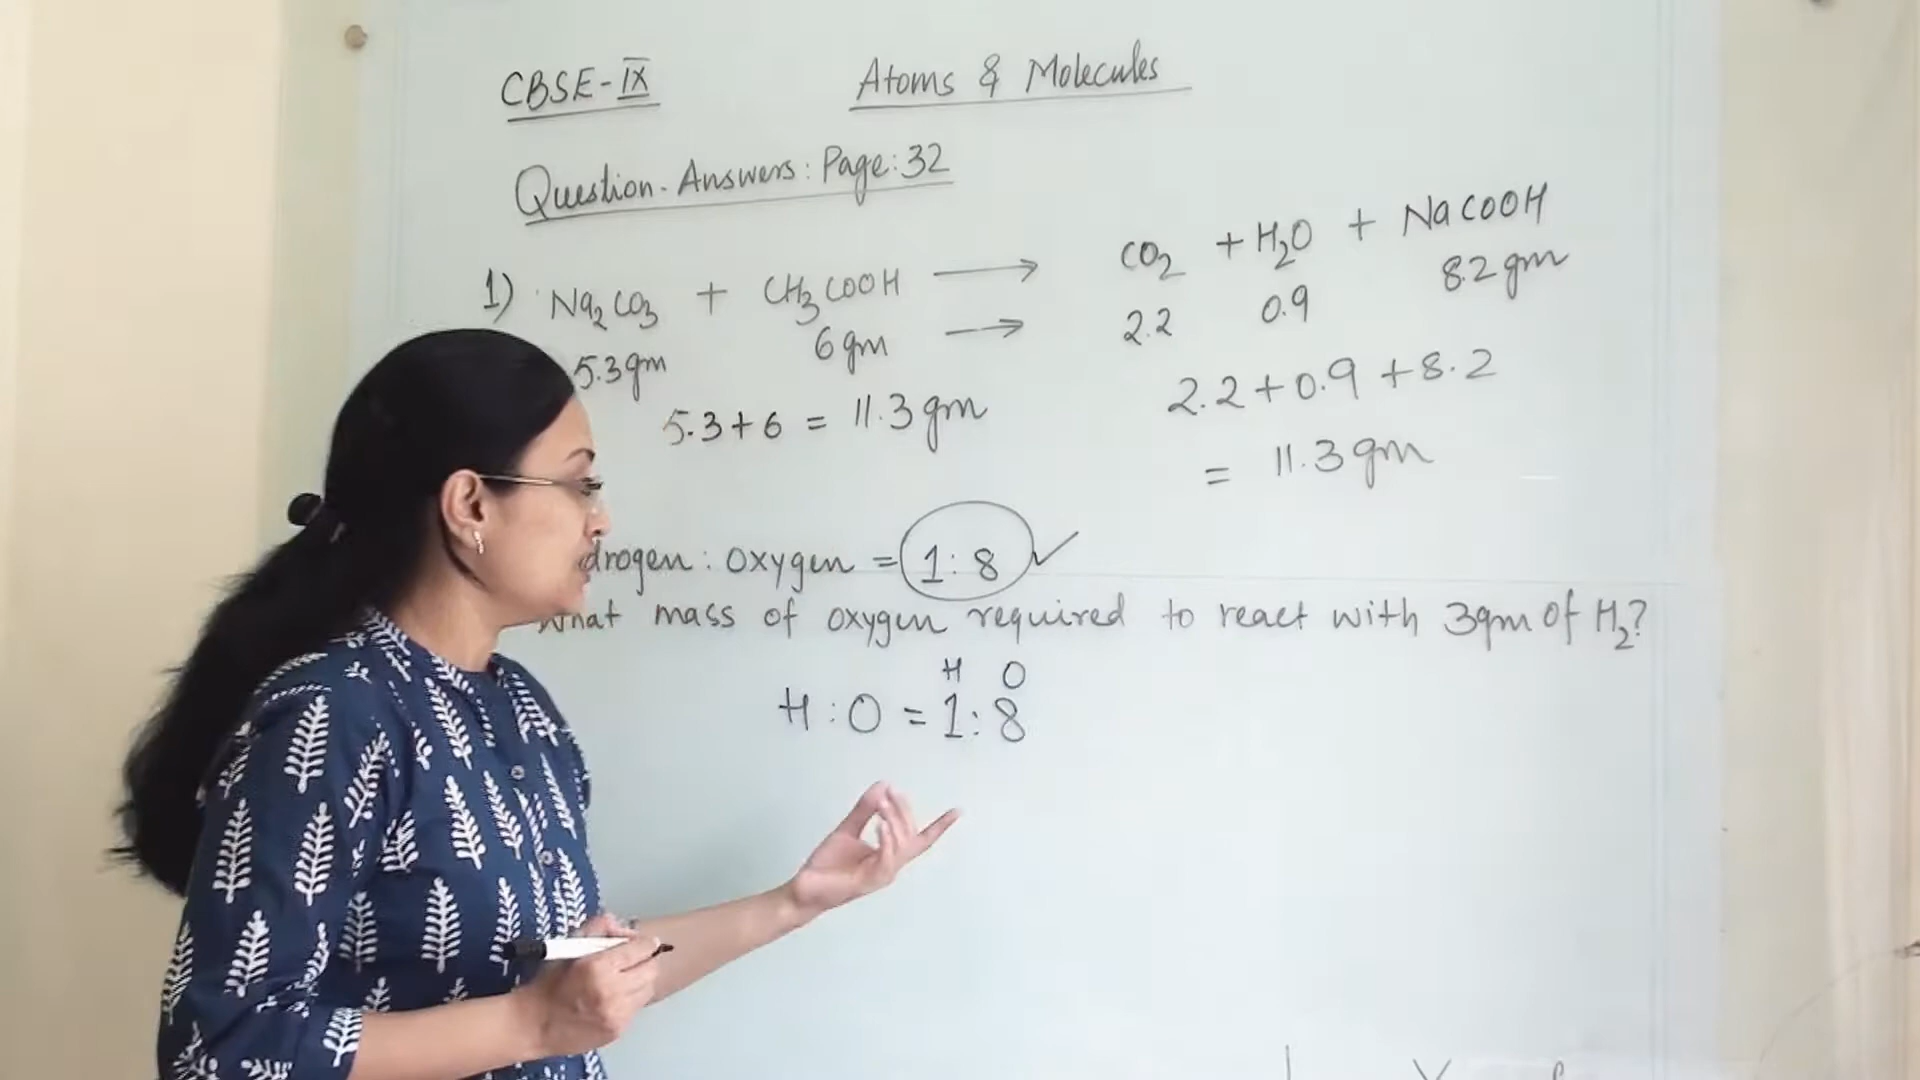 CBSE-IX
Atoms & Molecules
Question-Answers: Page:32
1) Na2CO3 + CH3COOH → CO2 + H2O + NaCOOH
5.3gm 6gm → 2.2 0.9 8.2gm
5.3+6 = 11.3gm
2.2+0.9+8.2
= 11.3gm
drogen : oxygen = 1:8 ✓
What mass of oxygen required to react with 3gm of H2?
H O
H : O = 1:8